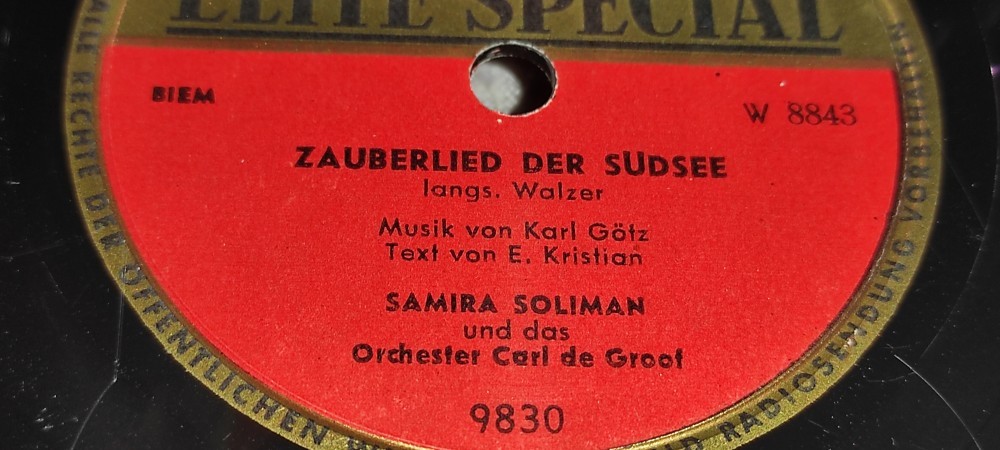 ELITE SPECIAL
BIEM
W 8843
ZAUBERLIED DER SUDSEE
langs. Walzer
Musik von Karl Götz
Text von E. Kristian
SAMIRA SOLIMAN
und das
Orchester Carl de Groot
9830
ALLE RECHTE DER ÖFFENTLICHEN
RADIOSENDUNG VORBEHALTEN